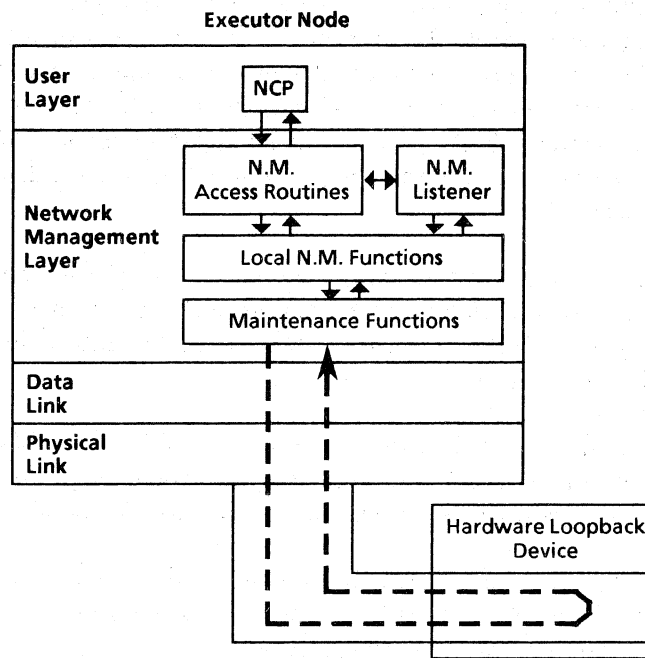 Executor Node
User
Layer
NCP
Network
Management
Layer
N.M.
Access Routines
N.M.
Listener
Local N.M. Functions
Maintenance Functions
Data
Link
Physical
Link
Hardware Loopback
Device